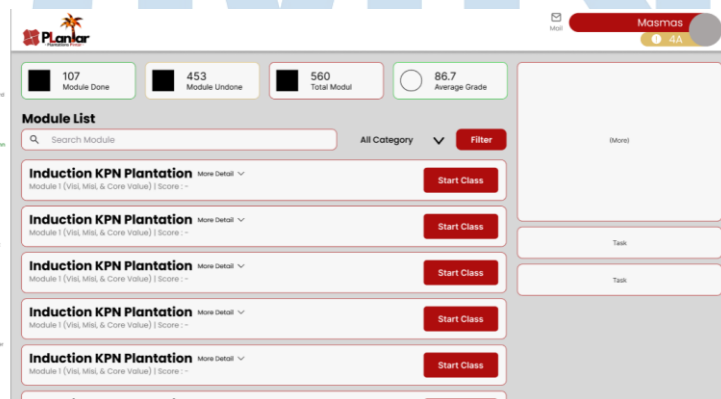 PLantar
Mail
Masmas
4A
107
Module Done
453
Module Undone
560
Total Modul
86.7
Average Grade
Module List
Search Module
All Category
Filter
Induction KPN Plantation More Detail
Module 1 (Visi, Misi, & Core Value) | Score : -
Start Class
Induction KPN Plantation More Detail
Module 1 (Visi, Misi, & Core Value) | Score : -
Start Class
Induction KPN Plantation More Detail
Module 1 (Visi, Misi, & Core Value) | Score : -
Start Class
Induction KPN Plantation More Detail
Module 1 (Visi, Misi, & Core Value) | Score : -
Start Class
Induction KPN Plantation More Detail
Module 1 (Visi, Misi, & Core Value) | Score : -
Start Class
(More)
Task
Task